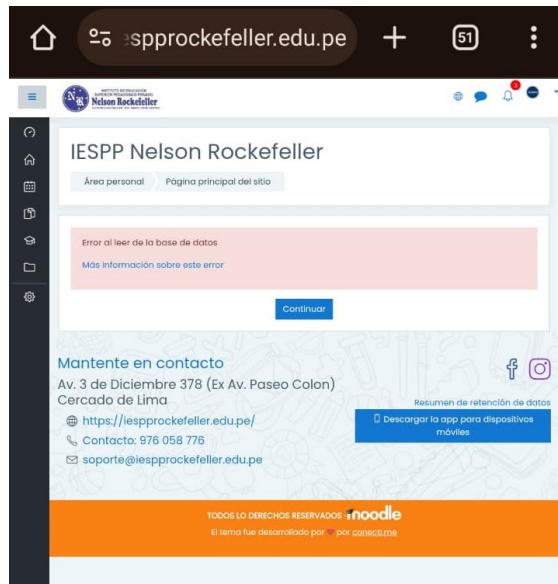 spprockefeller.edu.pe
51
Nelson Rockefeller
IESPP Nelson Rockefeller
Área personal
Página principal del sitio
Error al leer de la base de datos
Más información sobre este error
Continuar
Mantente en contacto
Av. 3 de Diciembre 378 (Ex Av. Paseo Colon)
Cercado de Lima
https://iespprockefeller.edu.pe/
Contacto: 976 058 776
soporte@iespprockefeller.edu.pe
Resumen de retención de datos
Descargar la app para dispositivos
móviles
TODOS LO DERECHOS RESERVADOS - moodle
El tema fue desarrollado por por conecti.me